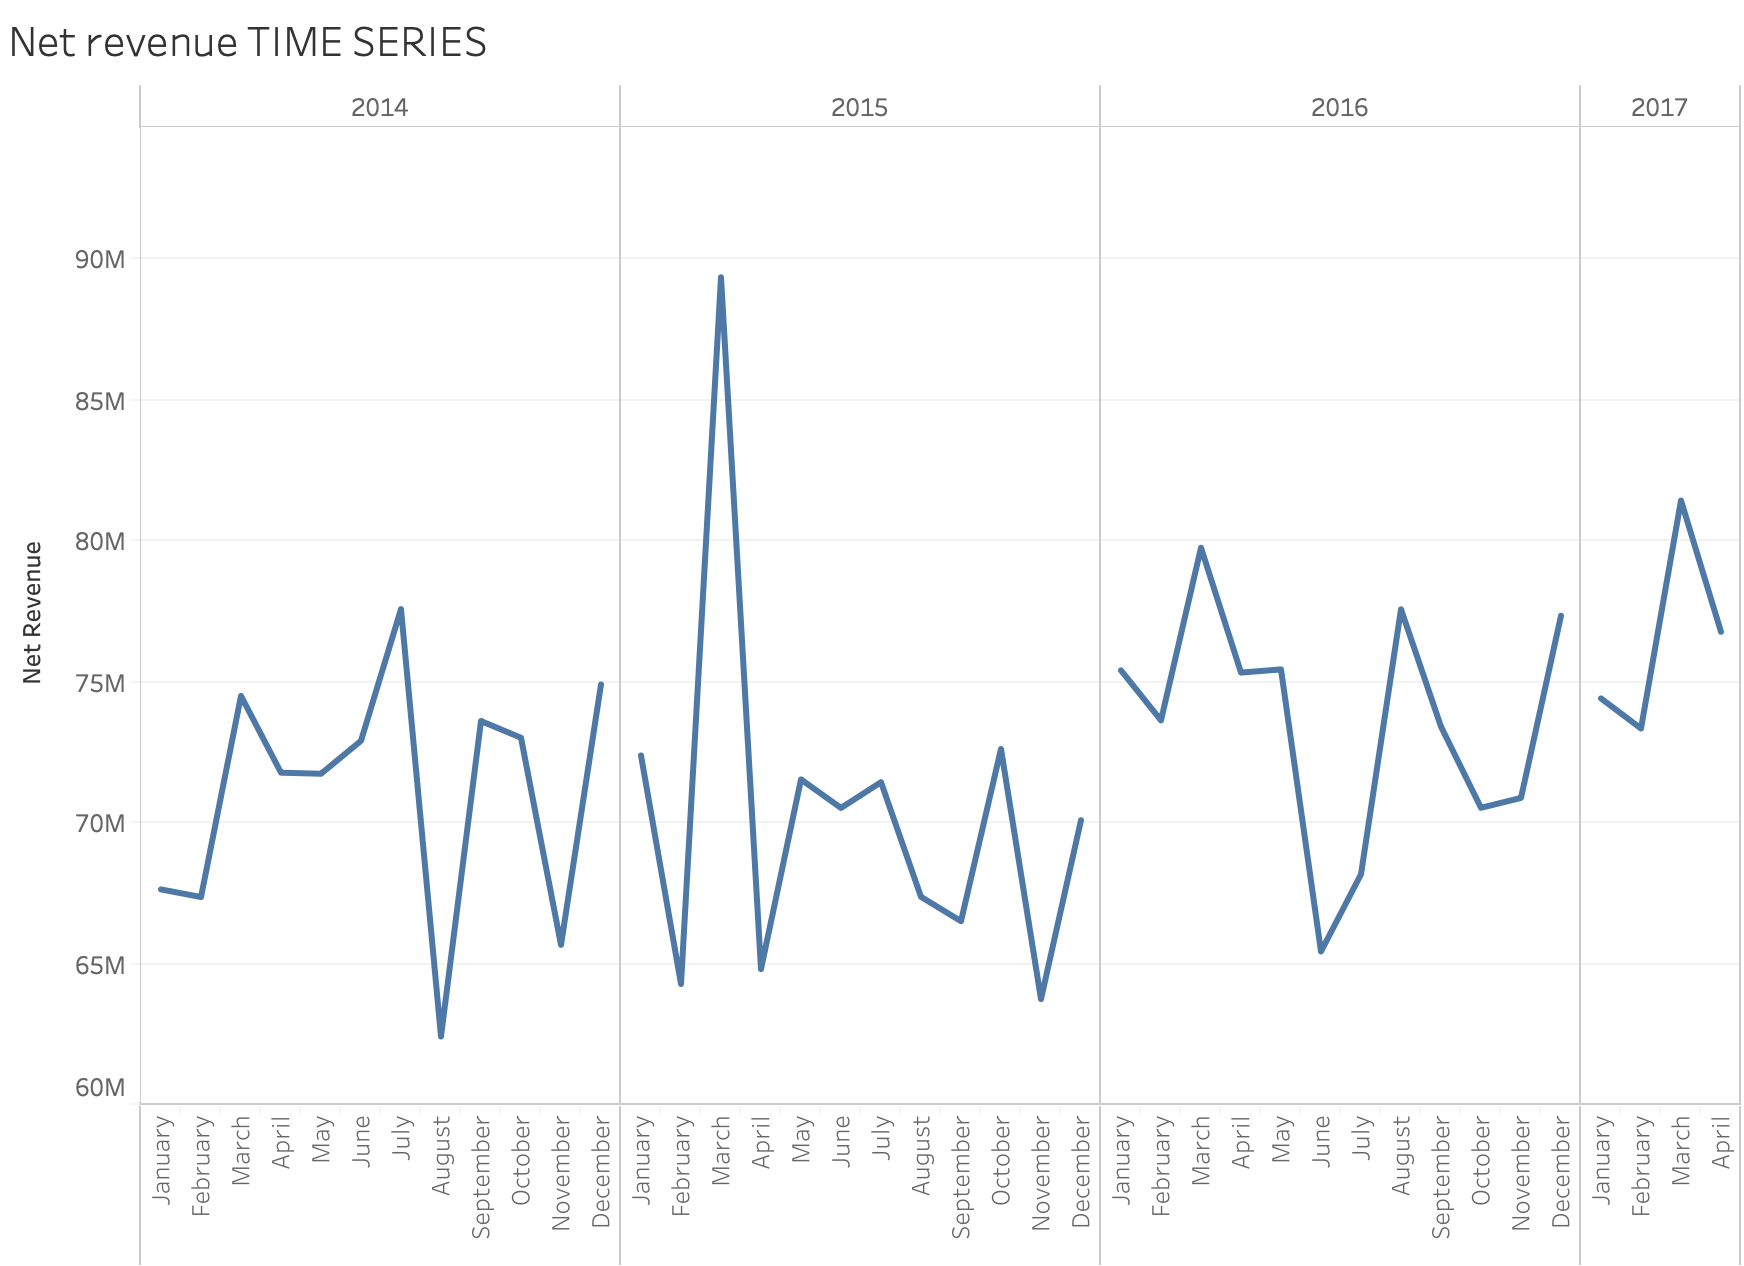 Net revenue TIME SERIES
2014 2015 2016 2017
90M
85M
80M
75M
70M
65M
60M
Net Revenue
January February March April May June July August September October November December January February March April May June July August September October November December January February March April May June July August September October November December January February March April